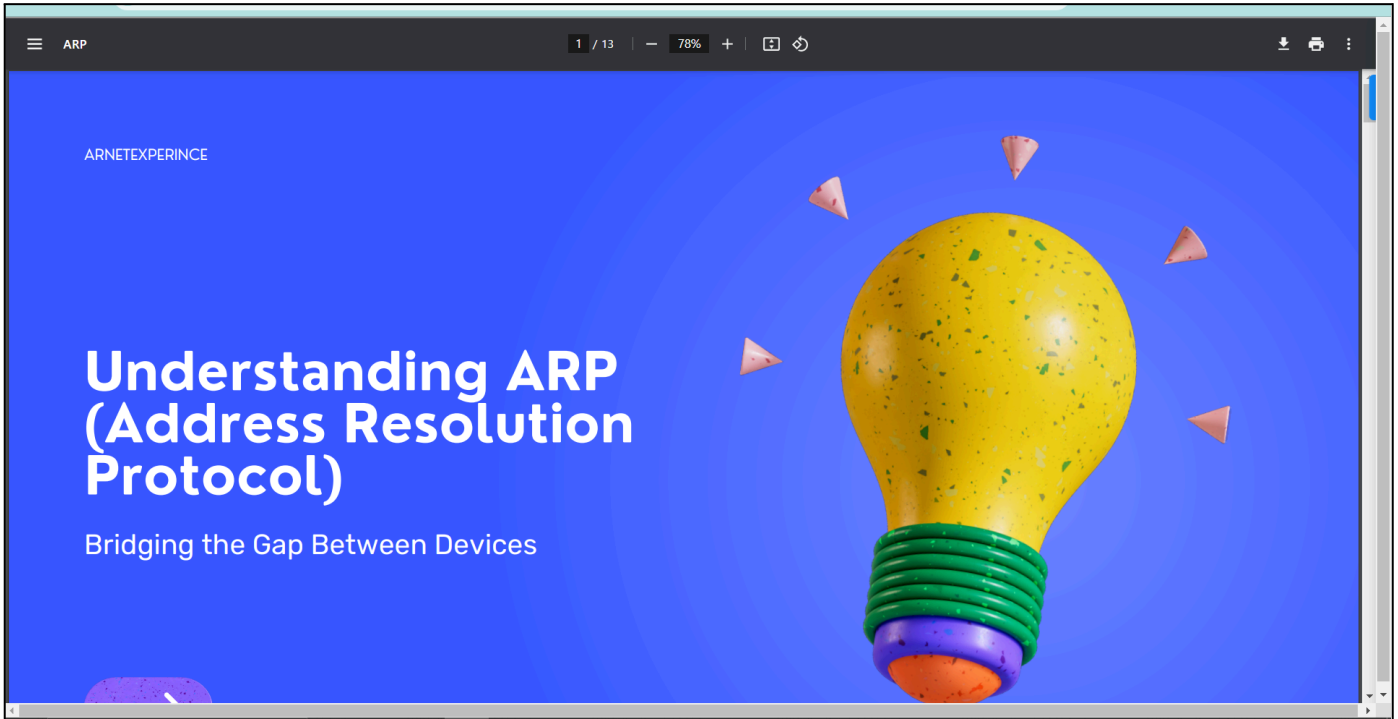 ARP
1 / 13 | — 78% + |
ARNETEXPERINCE
Understanding ARP
(Address Resolution
Protocol)
Bridging the Gap Between Devices